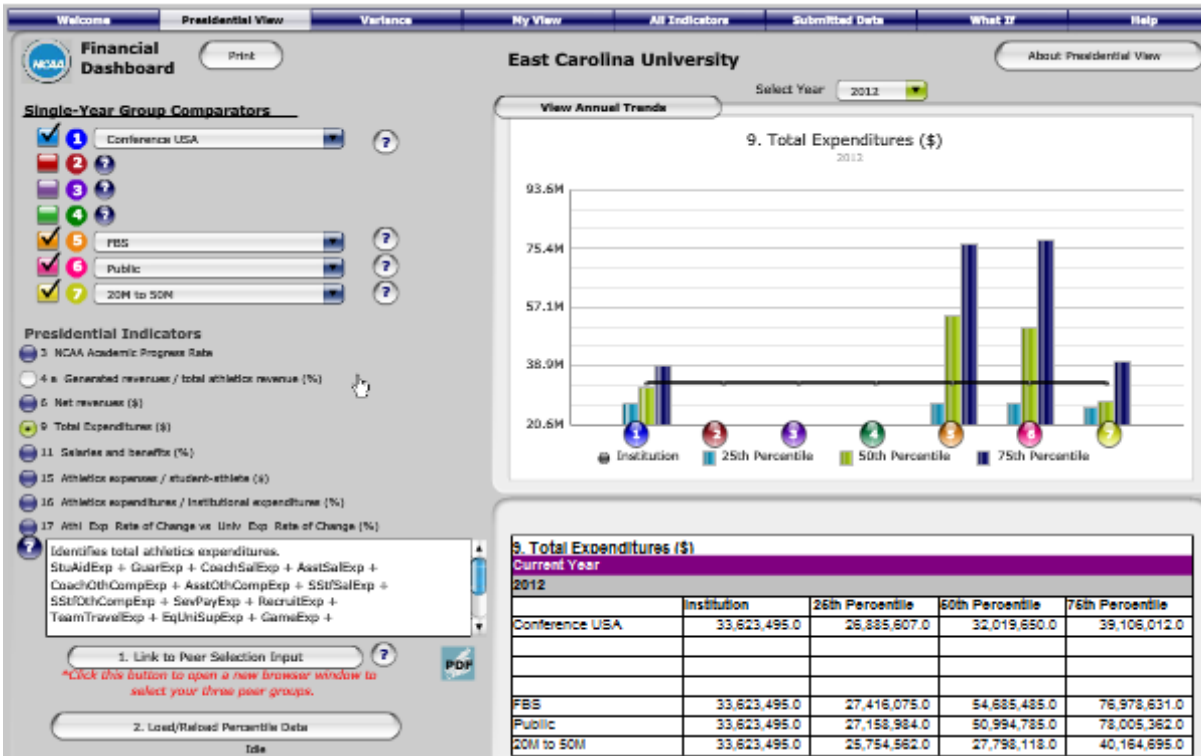 Welcome Presidential View Variance My View All Indicators Submitted Data What If Help
NCAA
Financial
Dashboard
Print
East Carolina University
About Presidential View
Select Year 2012
View Annual Trends
Single-Year Group Comparators
1 Conference USA ?
2 ?
3 ?
4 ?
5 FBS ?
6 Public ?
7 20M to 50M ?
9. Total Expenditures ($)
2012
93.6M
75.4M
57.1M
38.9M
20.6M
1 2 3 4 5 6 7
Institution 25th Percentile 50th Percentile 75th Percentile
Presidential Indicators
3 NCAA Academic Progress Rate
4 a Generated revenues / total athletics revenue (%)
6 Net revenues ($)
9 Total Expenditures ($)
11 Salaries and benefits (%)
15 Athletics expenses / student-athlete ($)
16 Athletics expenditures / Institutional expenditures (%)
17 Athl Exp Rate of Change vs Univ Exp Rate of Change (%)
?
Identifies total athletics expenditures.
StuAidExp + GuarExp + CoachSalExp + AsstSalExp +
CoachOthCompExp + AsstOthCompExp + SStfSalExp +
SStfOthCompExp + SevPayExp + RecruitExp +
TeamTravelExp + EqUniSupExp + GameExp +
1. Link to Peer Selection Input ?
PDF
*Click this button to open a new browser window to
select your three peer groups.
2. Load/Reload Percentile Data
Idle
9. Total Expenditures ($)
Current Year
2012
Institution 25th Percentile 50th Percentile 75th Percentile
Conference USA 33,623,495.0 26,885,607.0 32,019,650.0 39,106,012.0
FBS 33,623,495.0 27,416,075.0 54,685,485.0 76,978,631.0
Public 33,623,495.0 27,158,984.0 50,994,785.0 78,005,362.0
20M to 50M 33,623,495.0 25,754,562.0 27,798,118.0 40,164,695.0